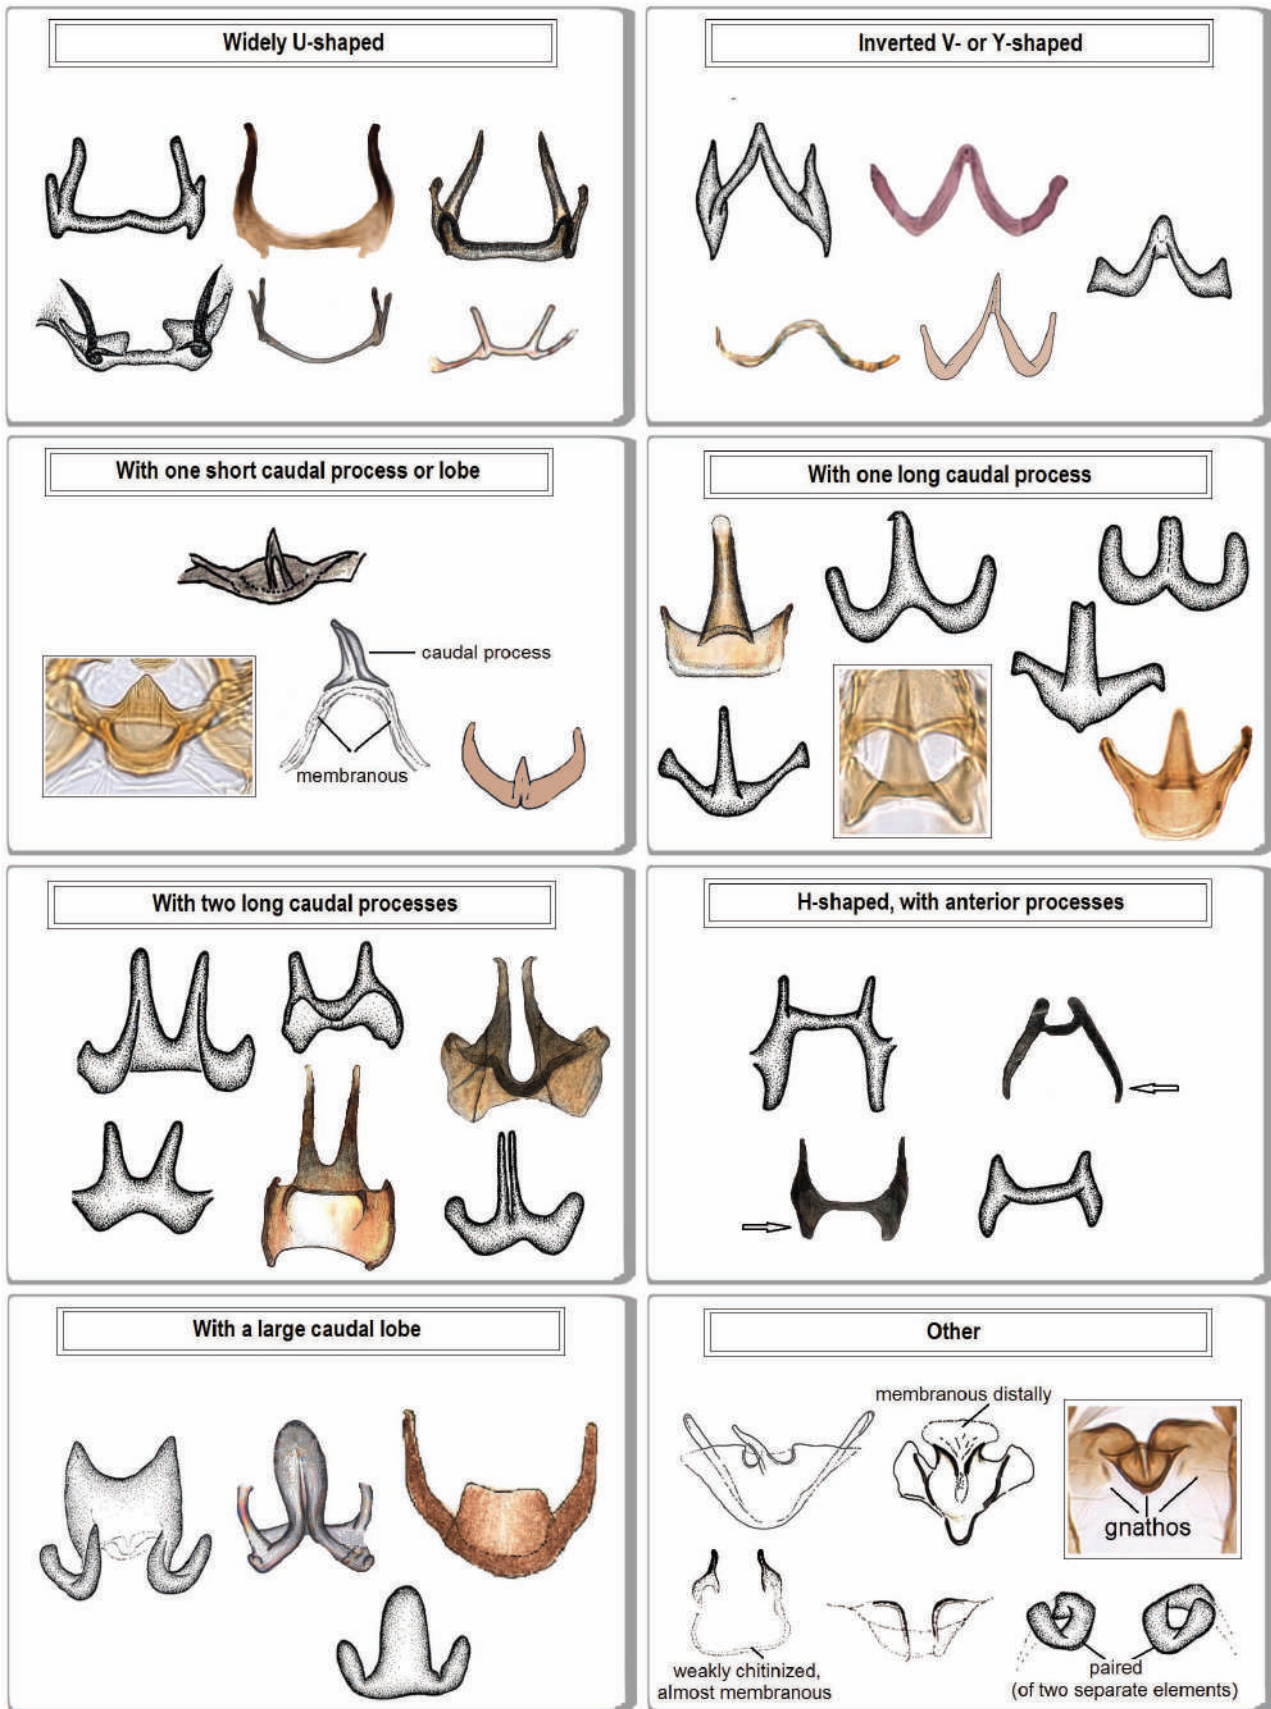 Widely U-shaped
Inverted V- or Y-shaped
With one short caudal process or lobe
caudal process
membranous
With one long caudal process
With two long caudal processes
H-shaped, with anterior processes
With a large caudal lobe
Other
membranous distally
gnathos
weakly chitinized,
almost membranous
paired
(of two separate elements)